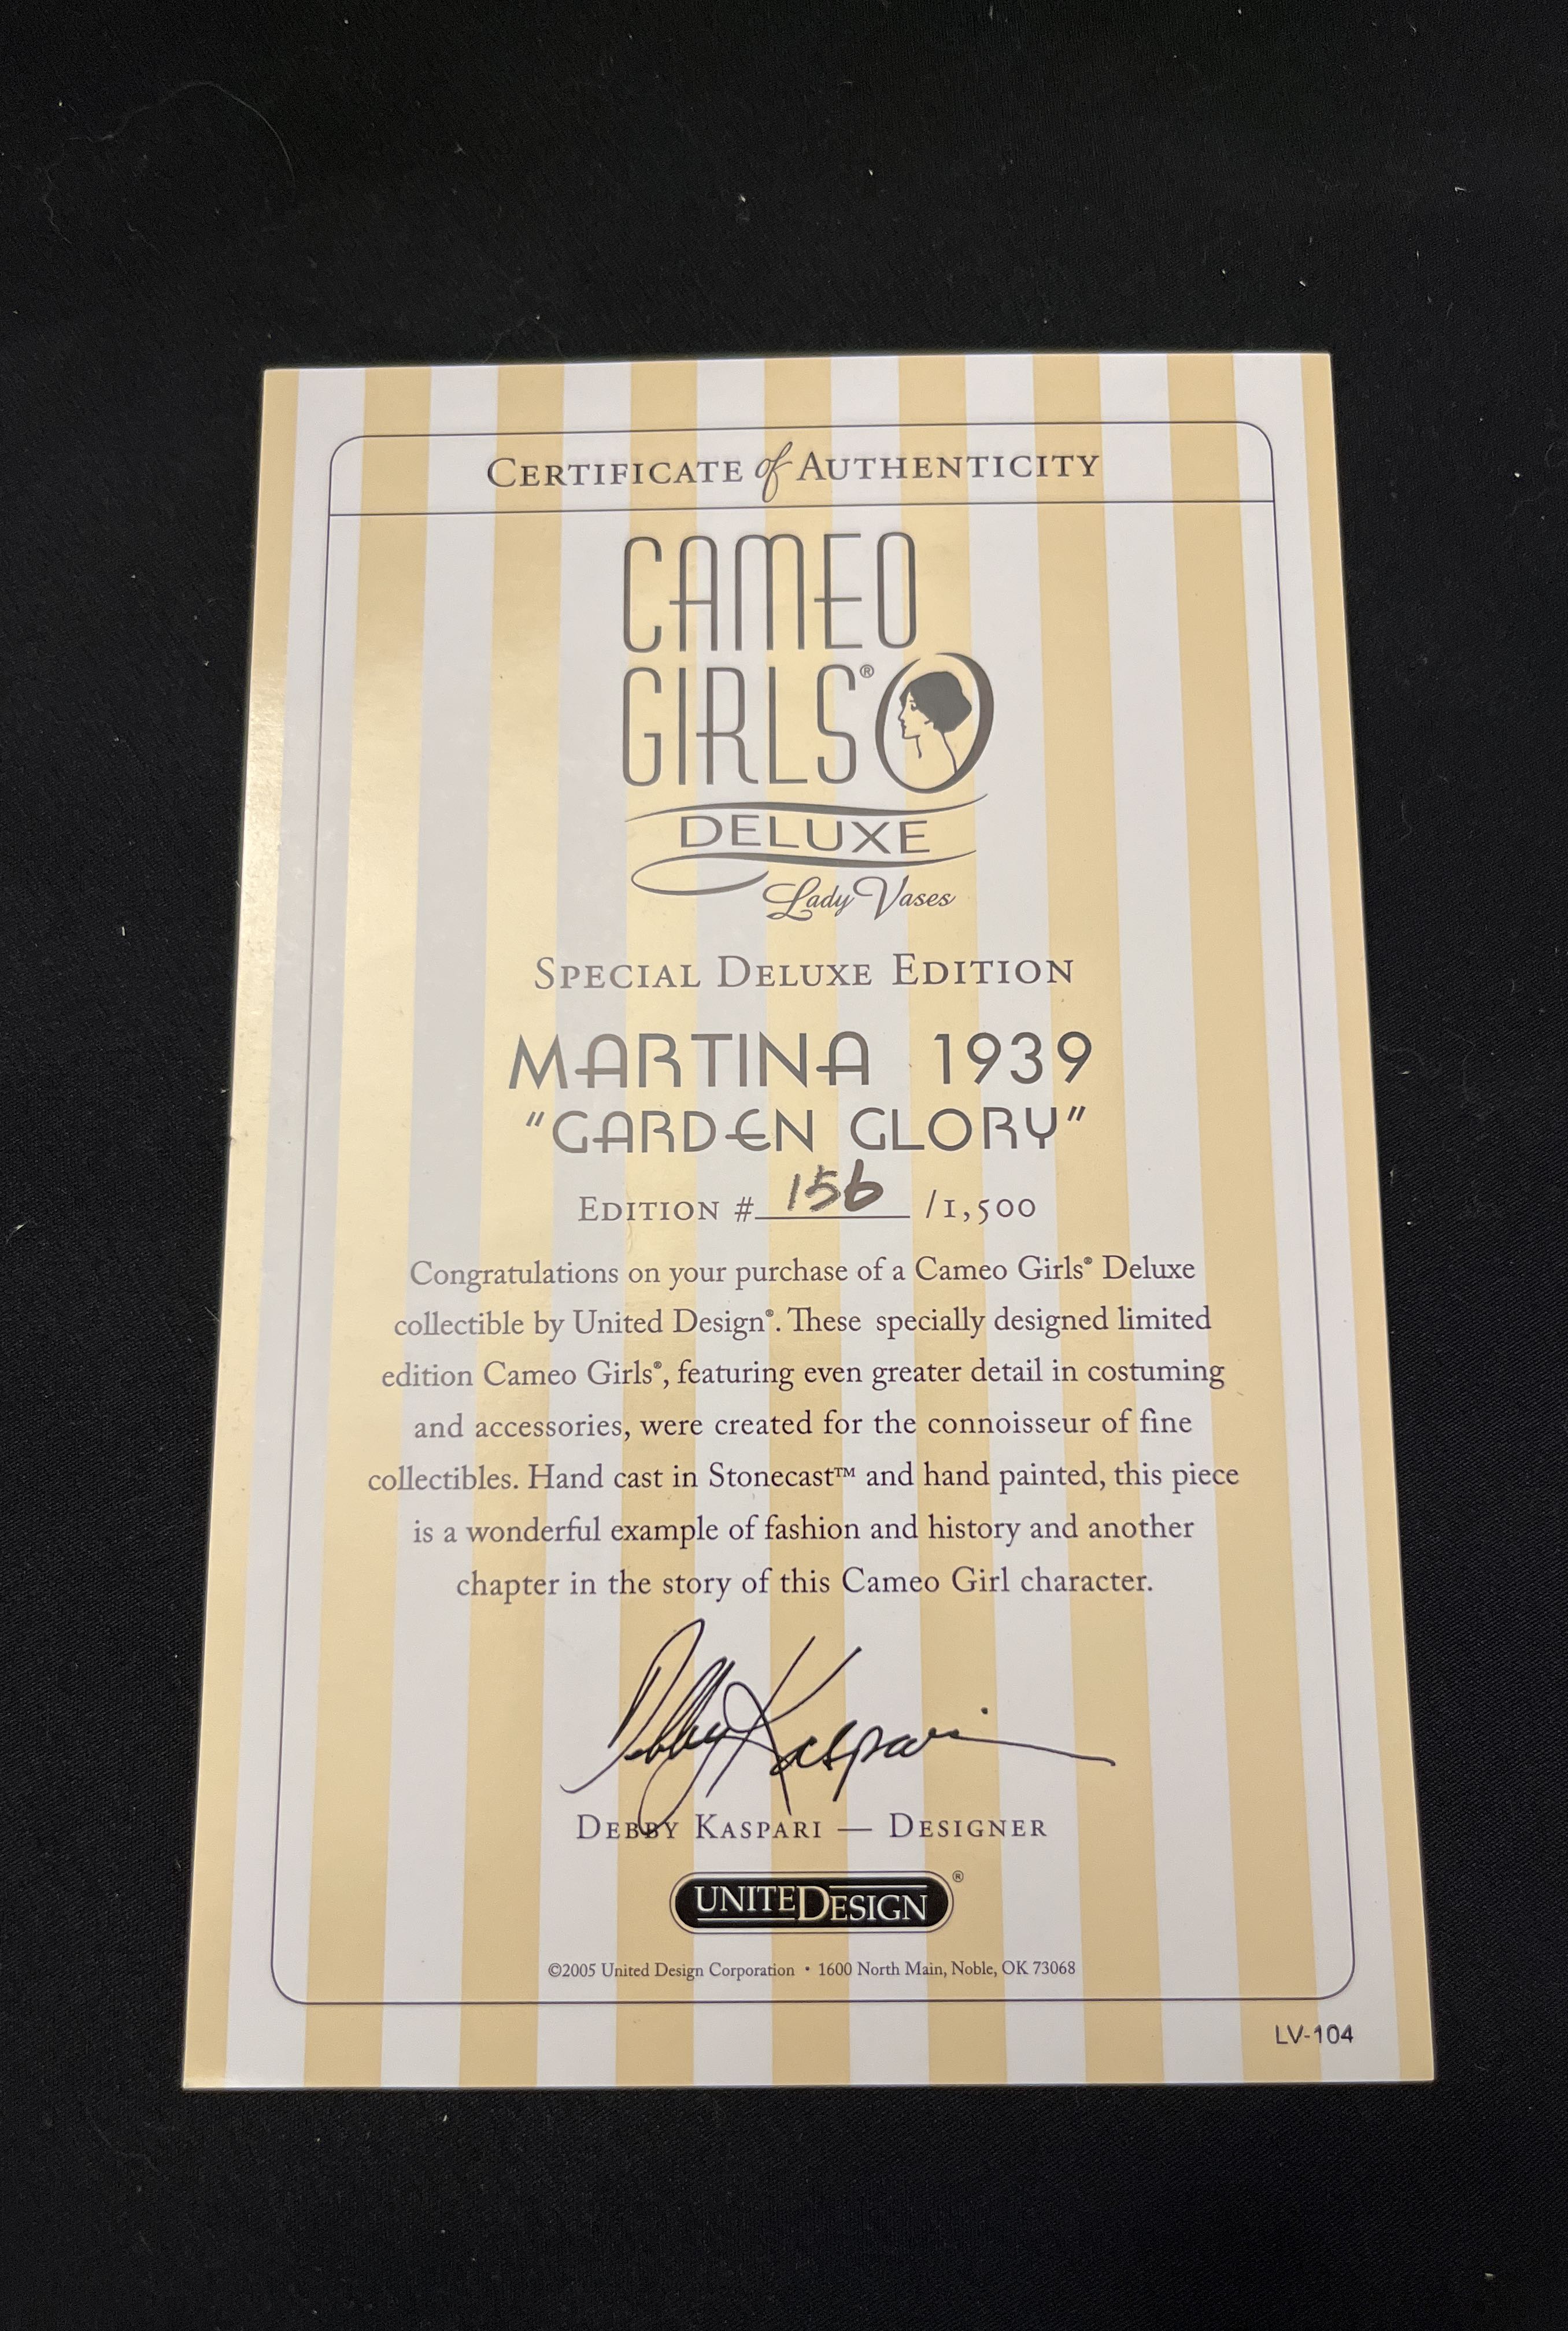 CERTIFICATE of AUTHENTICITY
CAMEO
GIRLS®
DELUXE
Lady Vases
SPECIAL DELUXE EDITION
MARTINA 1939
"GARDEN GLORY"
EDITION # 156 /1,500
Congratulations on your purchase of a Cameo Girls® Deluxe
collectible by United Design®. These specially designed limited
edition Cameo Girls®, featuring even greater detail in costuming
and accessories, were created for the connoisseur of fine
collectibles. Hand cast in Stonecast™ and hand painted, this piece
is a wonderful example of fashion and history and another
chapter in the story of this Cameo Girl character.
Debby Kaspari
DEBBY KASPARI — DESIGNER
UNITEDESIGN®
©2005 United Design Corporation • 1600 North Main, Noble, OK 73068
LV-104